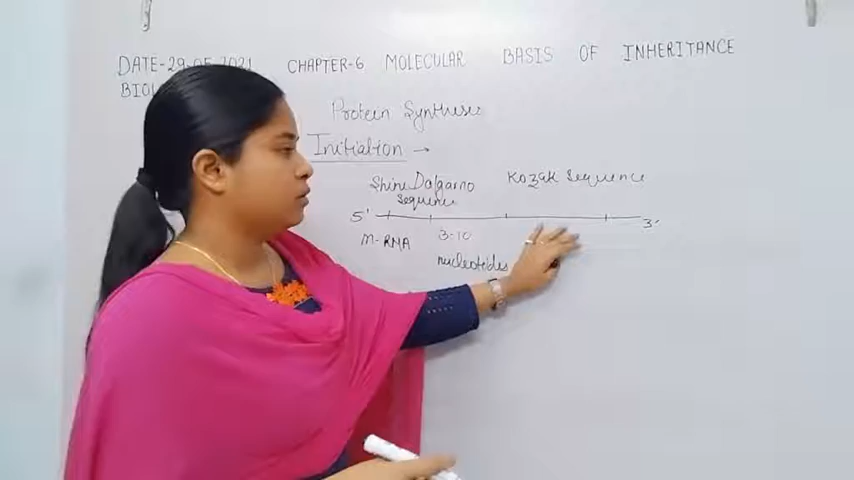 DATE-29-05-2021 CHAPTER-6 MOLECULAR BASIS OF INHERITANCE
Protein Synthesis
Initiation →
Shine Dalgarno Kozak Sequence
Sequence
5' 3'
m-RNA 3-10
nucleotides